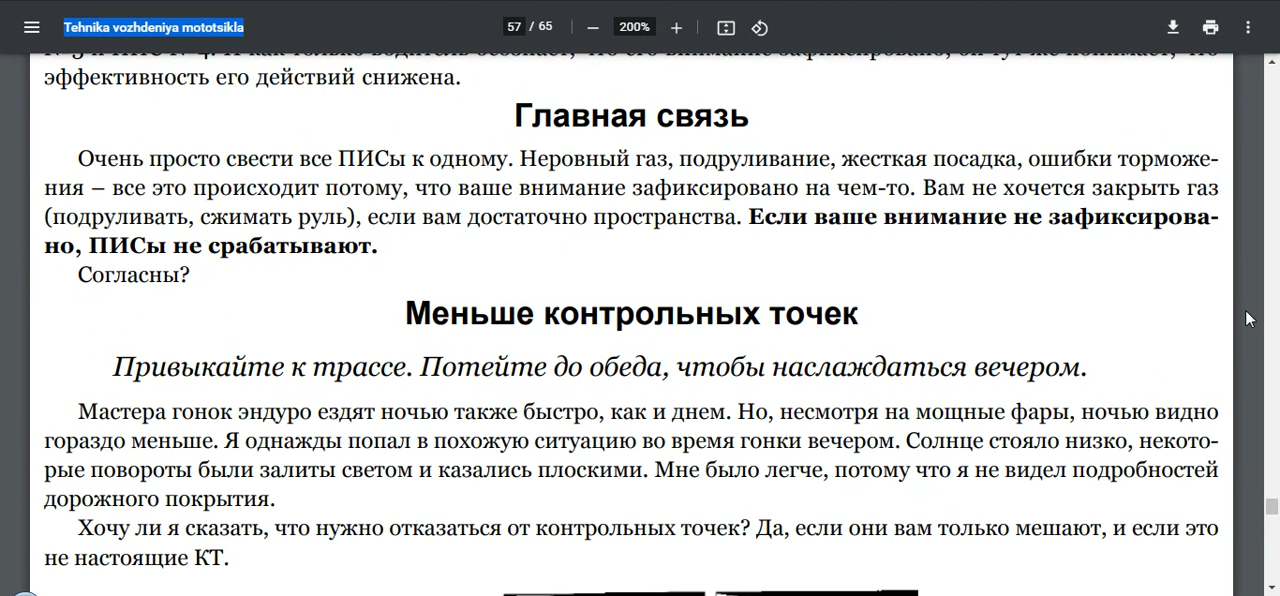 Tehnika vozhdeniya mototsikla
57 / 65
200%
эффективность его действий снижена.
Главная связь
Очень просто свести все ПИСы к одному. Неровный газ, подруливание, жесткая посадка, ошибки торможе-
ния – все это происходит потому, что ваше внимание зафиксировано на чем-то. Вам не хочется закрыть газ
(подруливать, сжимать руль), если вам достаточно пространства. Если ваше внимание не зафиксирова-
но, ПИСы не срабатывают.
Согласны?
Меньше контрольных точек
Привыкайте к трассе. Потейте до обеда, чтобы наслаждаться вечером.
Мастера гонок эндуро ездят ночью также быстро, как и днем. Но, несмотря на мощные фары, ночью видно
гораздо меньше. Я однажды попал в похожую ситуацию во время гонки вечером. Солнце стояло низко, некото-
рые повороты были залиты светом и казались плоскими. Мне было легче, потому что я не видел подробностей
дорожного покрытия.
Хочу ли я сказать, что нужно отказаться от контрольных точек? Да, если они вам только мешают, и если это
не настоящие КТ.